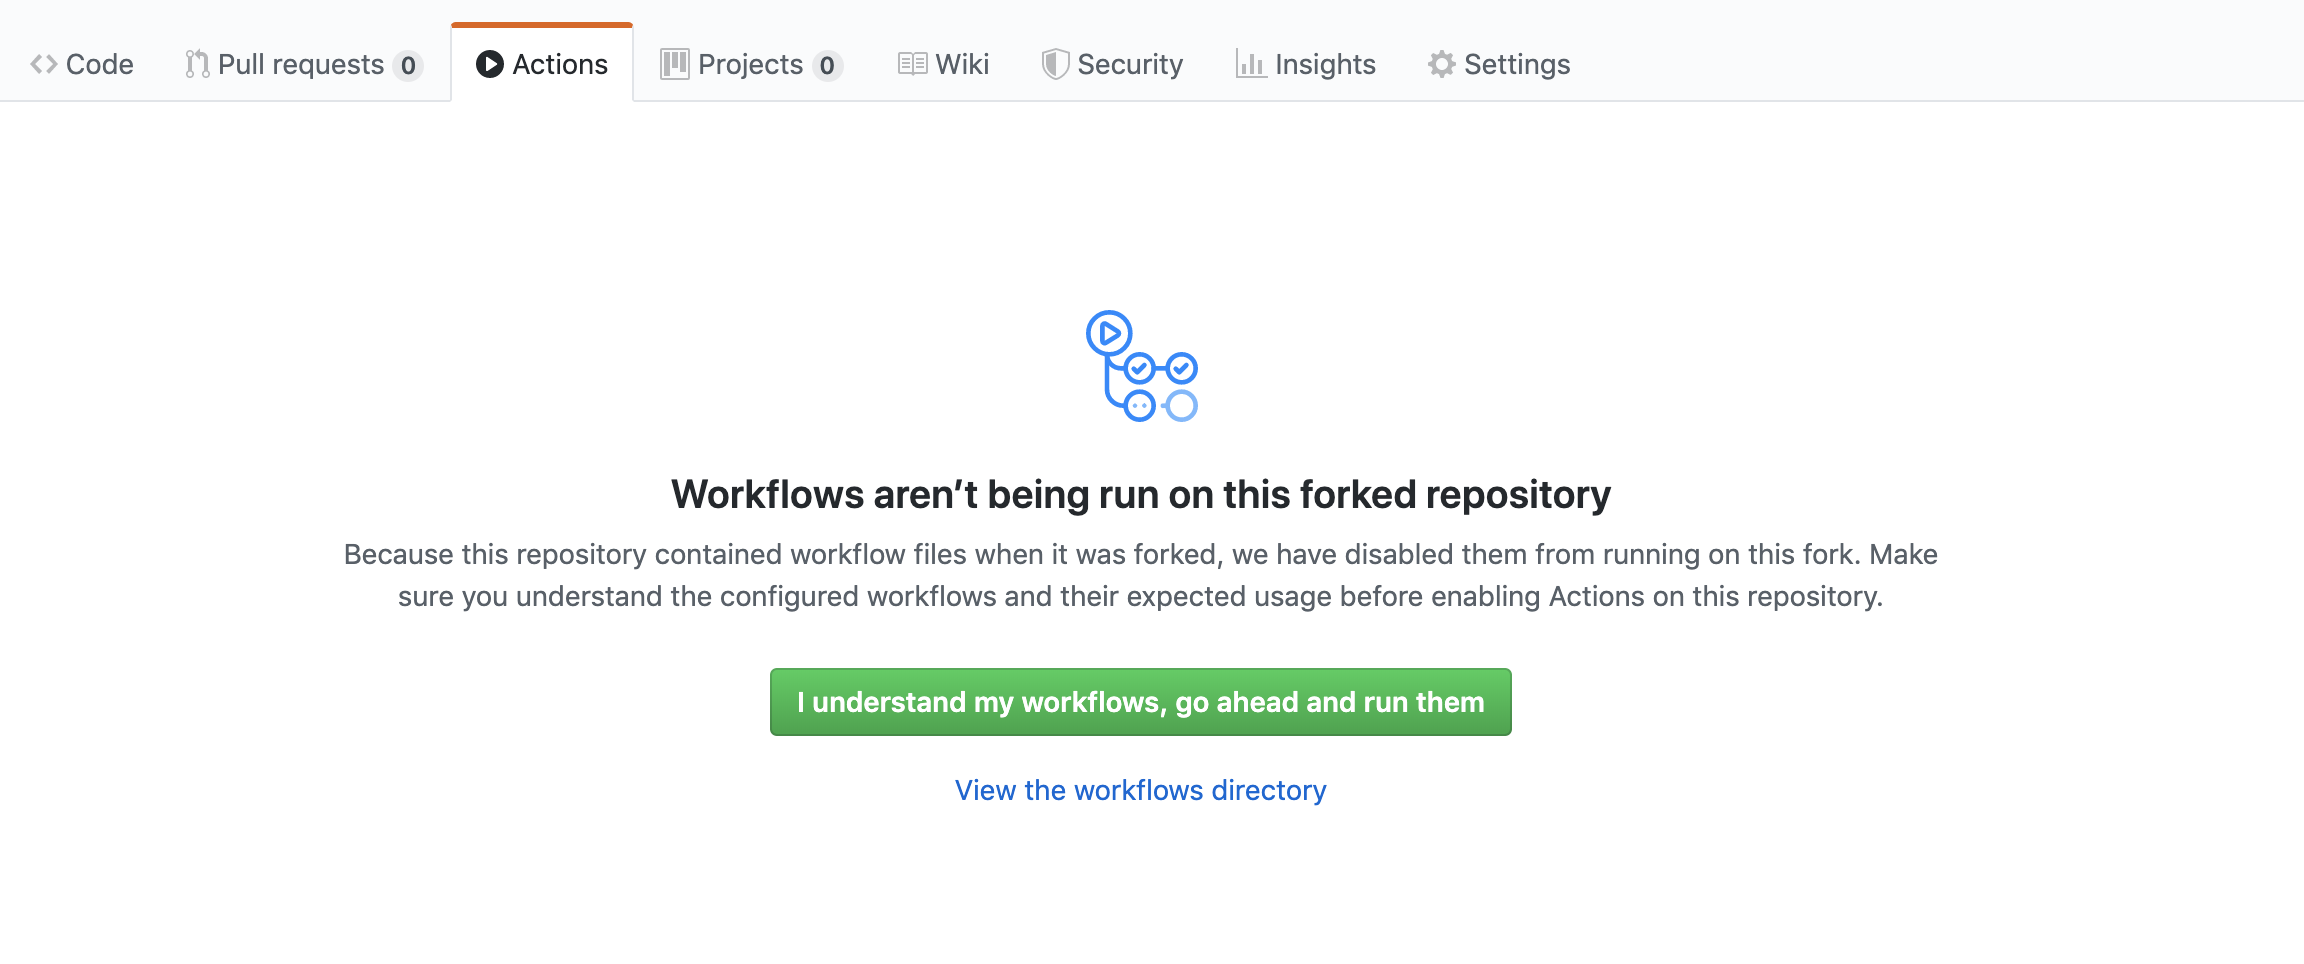 Code Pull requests 0 Actions Projects 0 Wiki Security Insights Settings
Workflows aren’t being run on this forked repository
Because this repository contained workflow files when it was forked, we have disabled them from running on this fork. Make
sure you understand the configured workflows and their expected usage before enabling Actions on this repository.
I understand my workflows, go ahead and run them
View the workflows directory